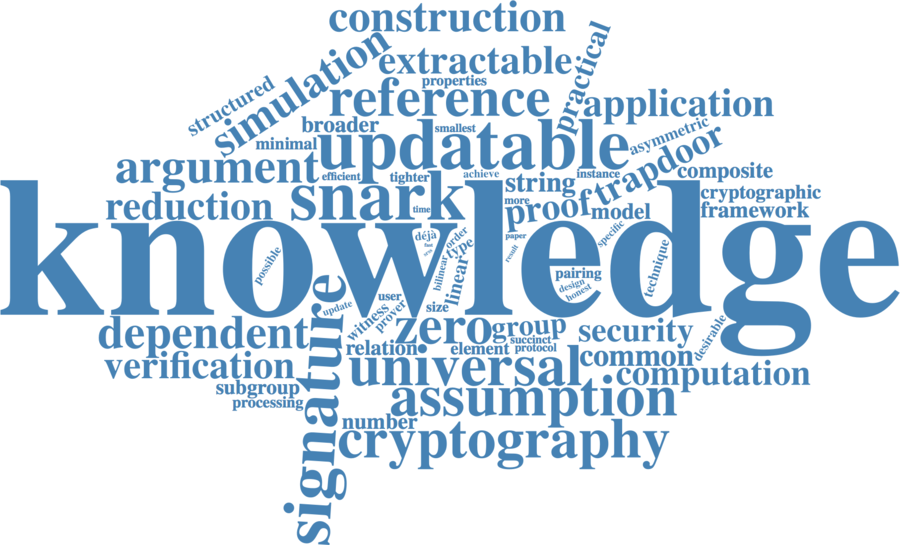 construction
practical
extractable
simulation
properties
structured
reference
application
broader
smallest
minimal
updatable
asymmetric
trapdoor
argument
efficient
tighter
achieve
instance
composite
string
snark
more
cryptographic
reduction
time
proof
model
framework
knowledge
déjà
order
type
fast
bilinear
linear
paper
result
specific
possible
technique
pairing
design
honest
signature
update
user
size
witness
prover
dependent
zero
group
security
desirable
succinct
relation
element
protocol
common
verification
universal
computation
subgroup
processing
assumption
number
cryptography